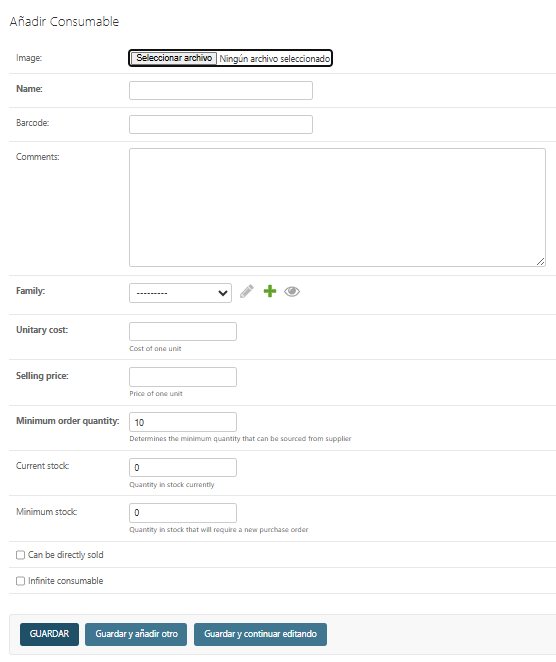 Añadir Consumable
Image: Seleccionar archivo Ningún archivo seleccionado
Name:
Barcode:
Comments:
Family: ---------
Unitary cost:
Cost of one unit
Selling price:
Price of one unit
Minimum order quantity: 10
Determines the minimum quantity that can be sourced from supplier
Current stock: 0
Quantity in stock currently
Minimum stock: 0
Quantity in stock that will require a new purchase order
Can be directly sold
Infinite consumable
GUARDAR Guardar y añadir otro Guardar y continuar editando